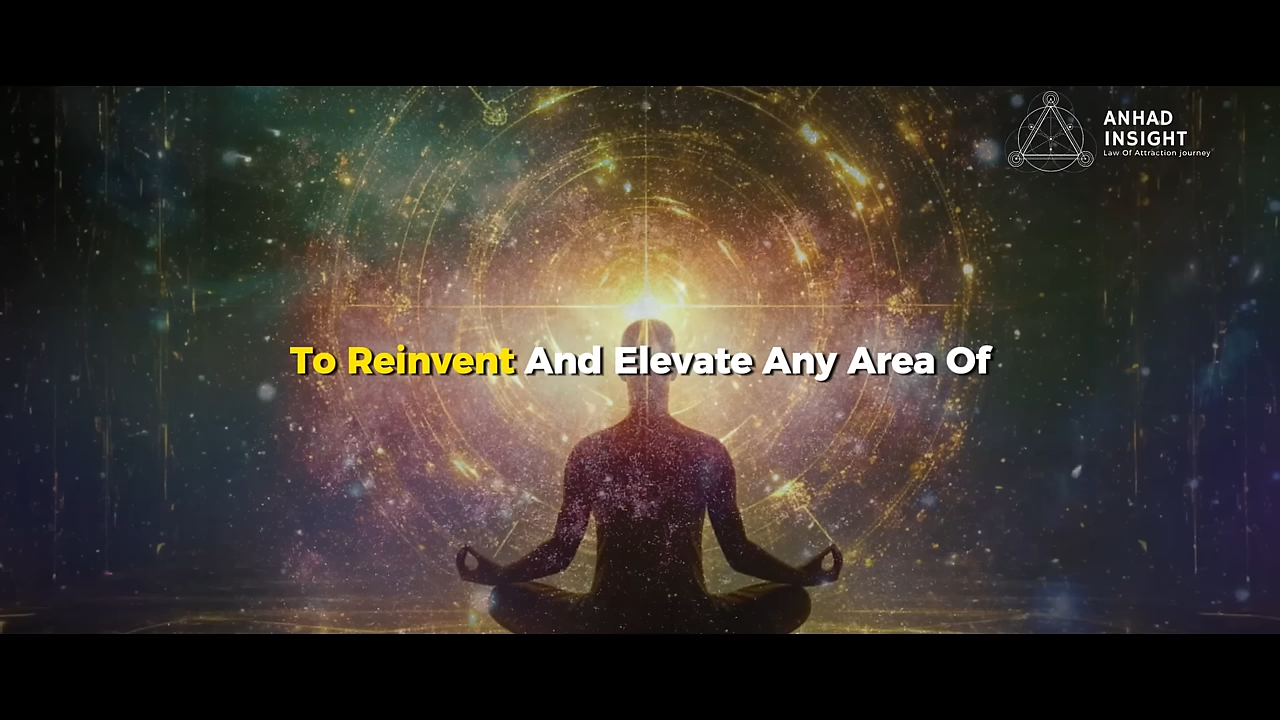 ANHAD
INSIGHT
Law Of Attraction journey
To Reinvent And Elevate Any Area Of